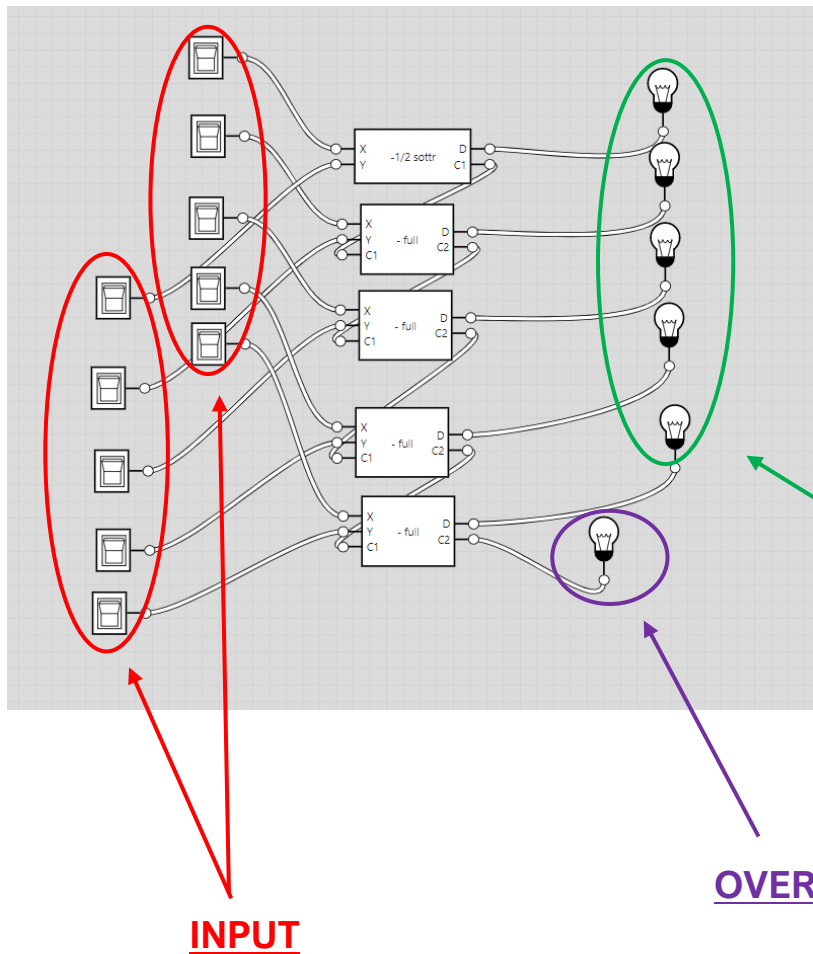 X
Y
-1/2 sottr
D
C1
X
Y
C1
- full
D
C2
X
Y
C1
- full
D
C2
X
Y
C1
- full
D
C2
X
Y
C1
- full
D
C2
OVER
INPUT